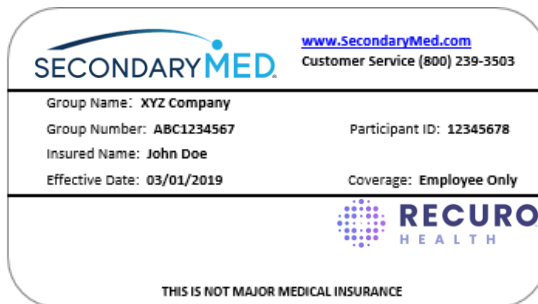 SECONDARYMED
www.SecondaryMed.com
Customer Service (800) 239-3503
Group Name: XYZ Company
Group Number: ABC1234567
Participant ID: 12345678
Insured Name: John Doe
Effective Date: 03/01/2019
Coverage: Employee Only
RECURO
HEALTH
THIS IS NOT MAJOR MEDICAL INSURANCE